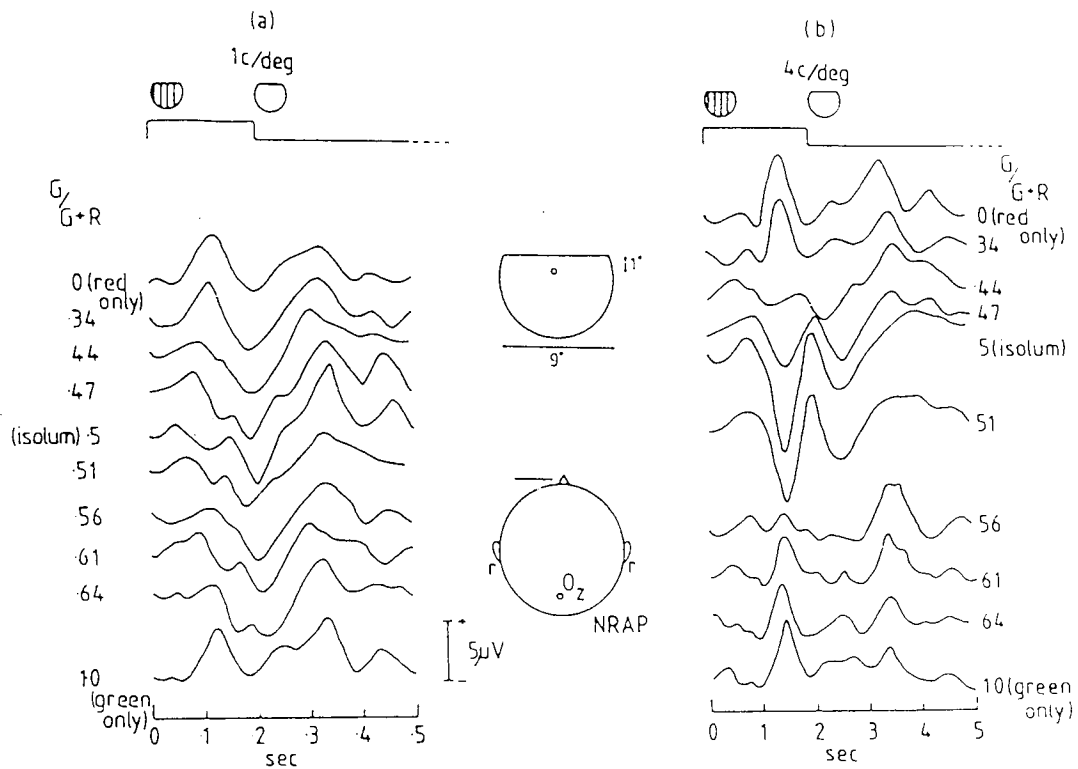 (a)
1c/deg
G/
G+R
0(red
only)
·34
·44
·47
(isolum) ·5
·51
·56
·61
·64
1·0
(green
only)
0 ·1 ·2 ·3 ·4 ·5
sec
11°
9°
r r
Oz
NRAP
+
5µV
-
(b)
4c/deg
G/
G+R
0(red
only)
34
·44
47
5(isolum)
51
56
61
64
10(green
only)
0 1 2 3 4 5
sec